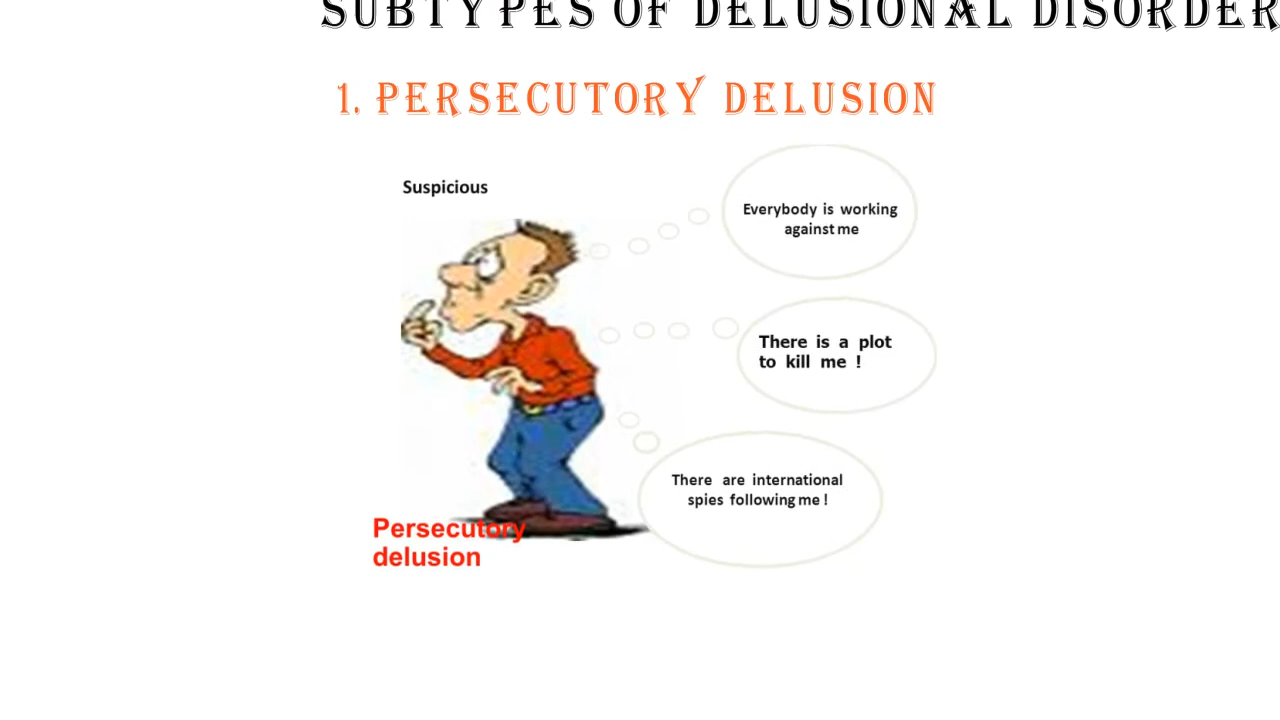 SUBTYPES OF DELUSIONAL DISORDER
1. PERSECUTORY DELUSION
Suspicious
Everybody is working
against me
There is a plot
to kill me !
There are international
spies following me !
Persecutory
delusion